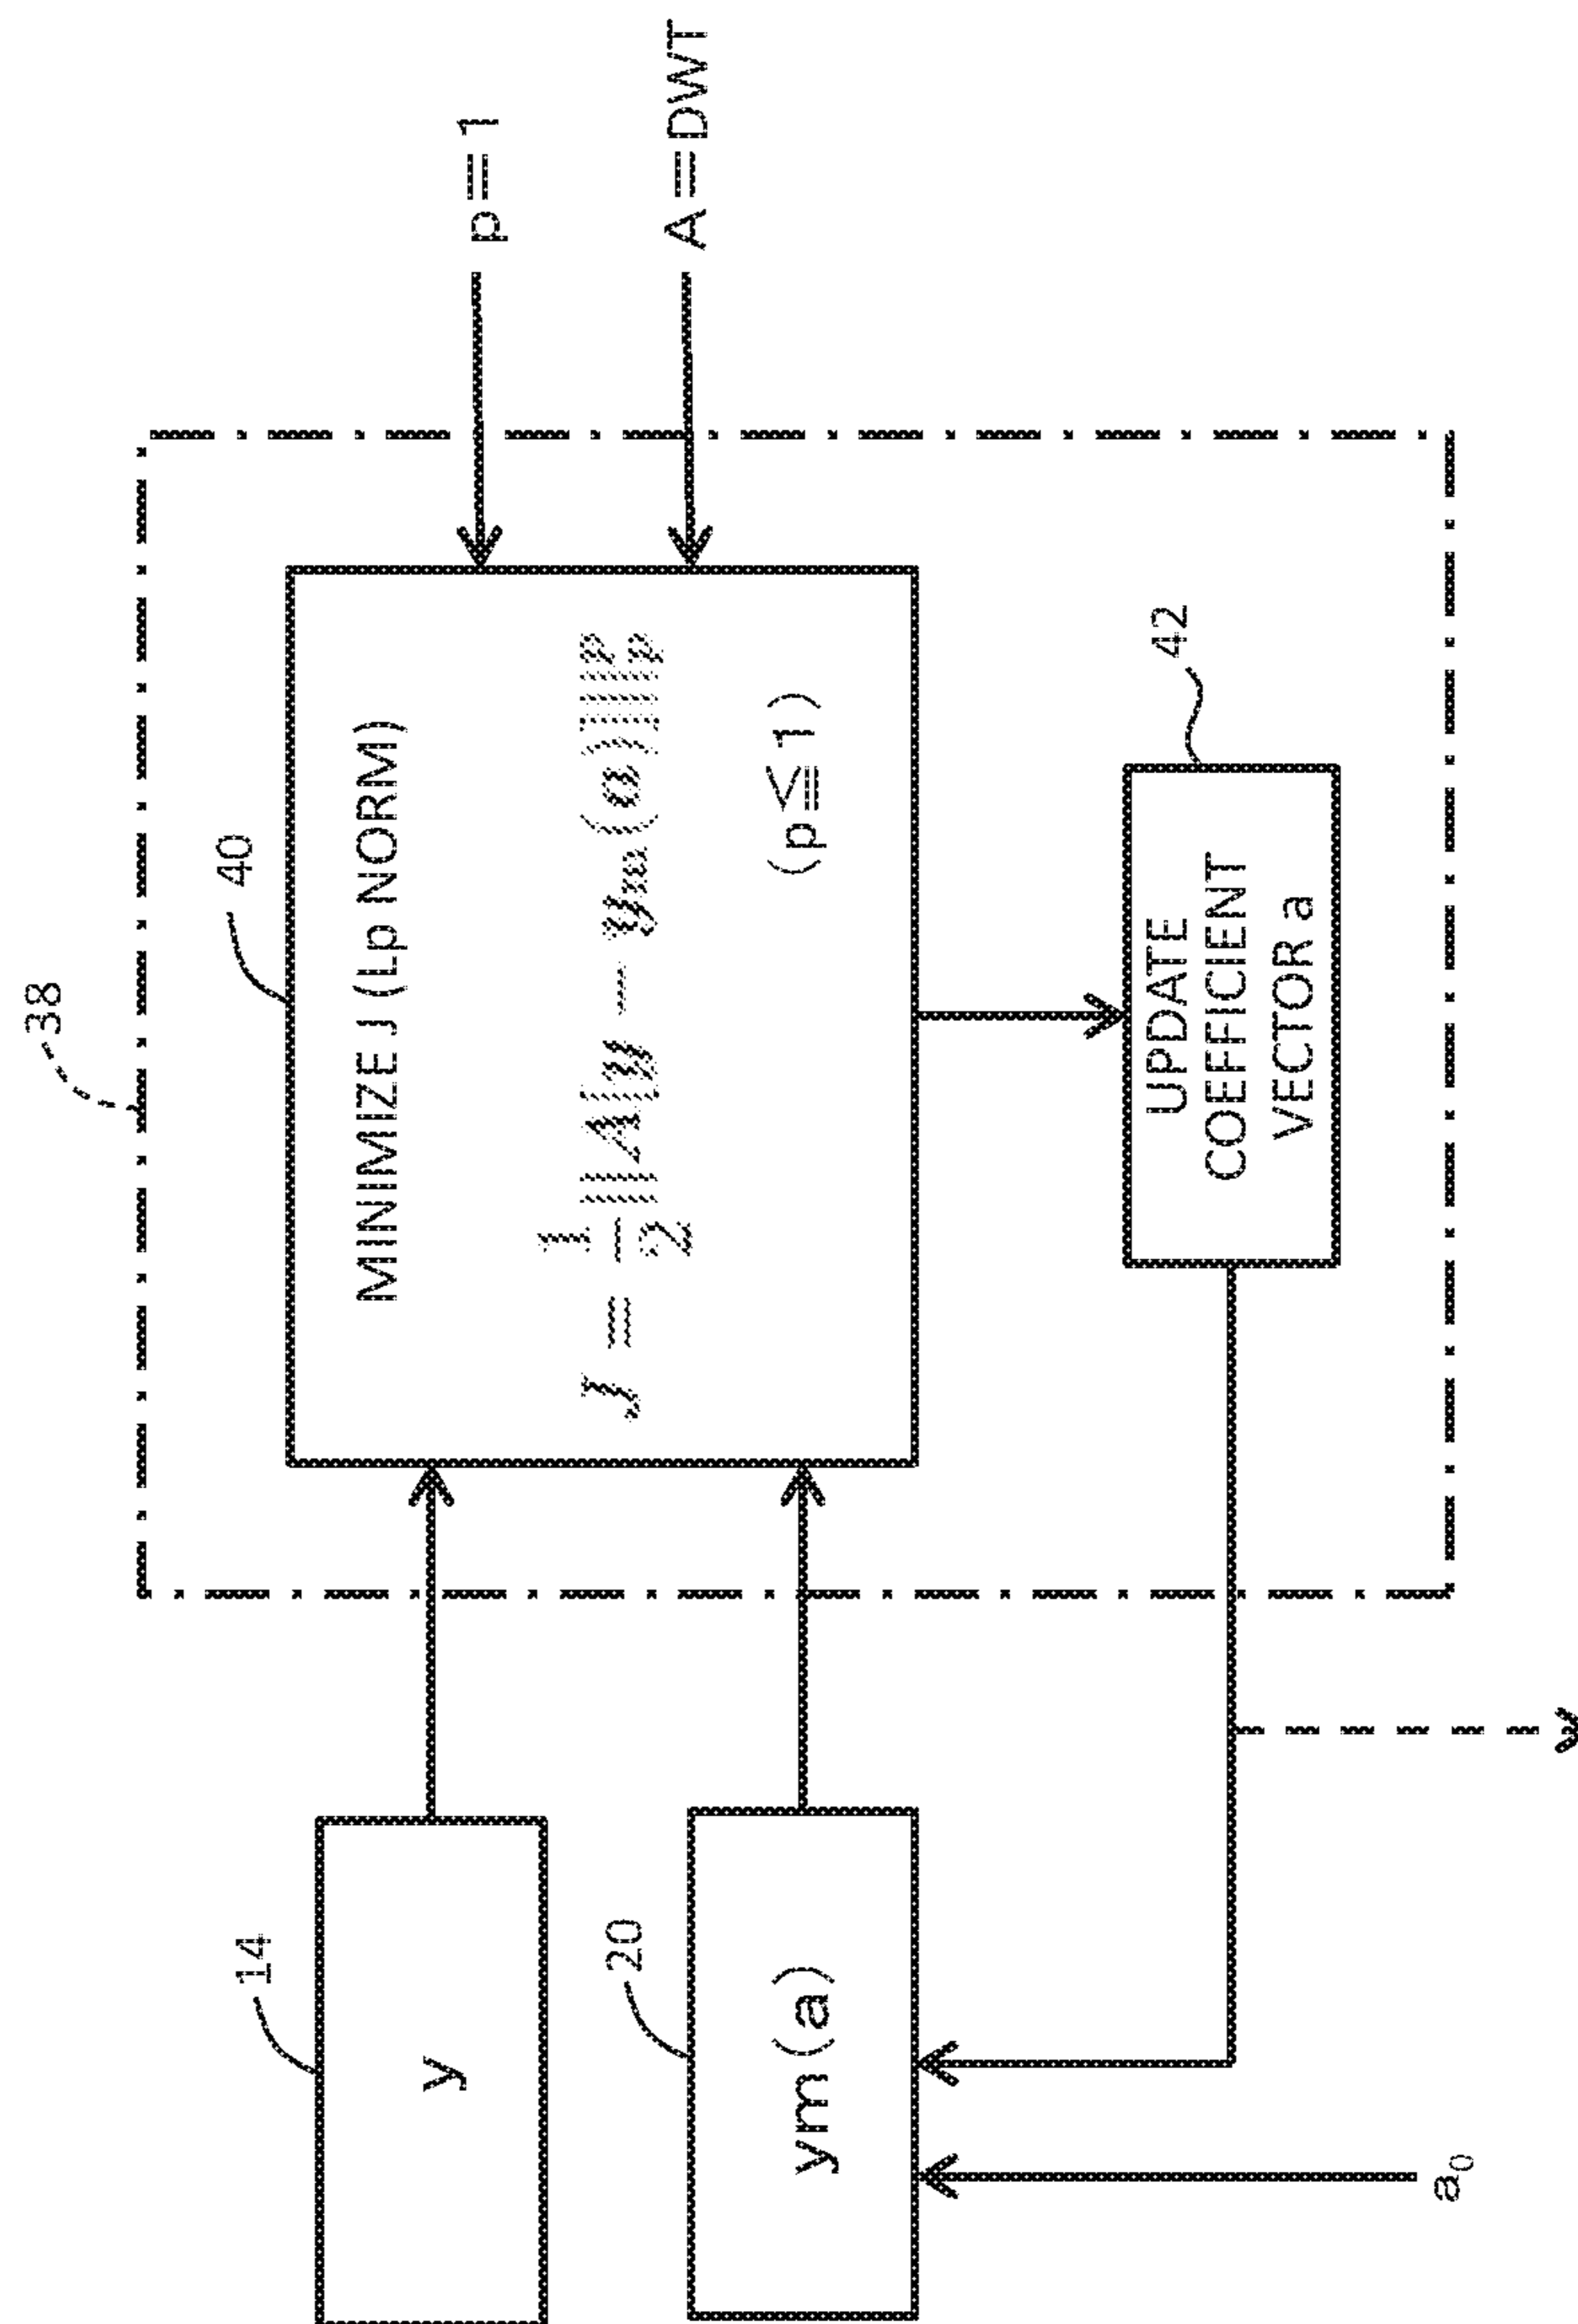 38
40
MINIMIZE J (Lp NORM)
J = 1/2 ||A[y − ym(a)]||_p^p
(p≦1)
p=1
A=DWT
14
y
20
ym(a)
42
UPDATE
COEFFICIENT
VECTOR a
a₀